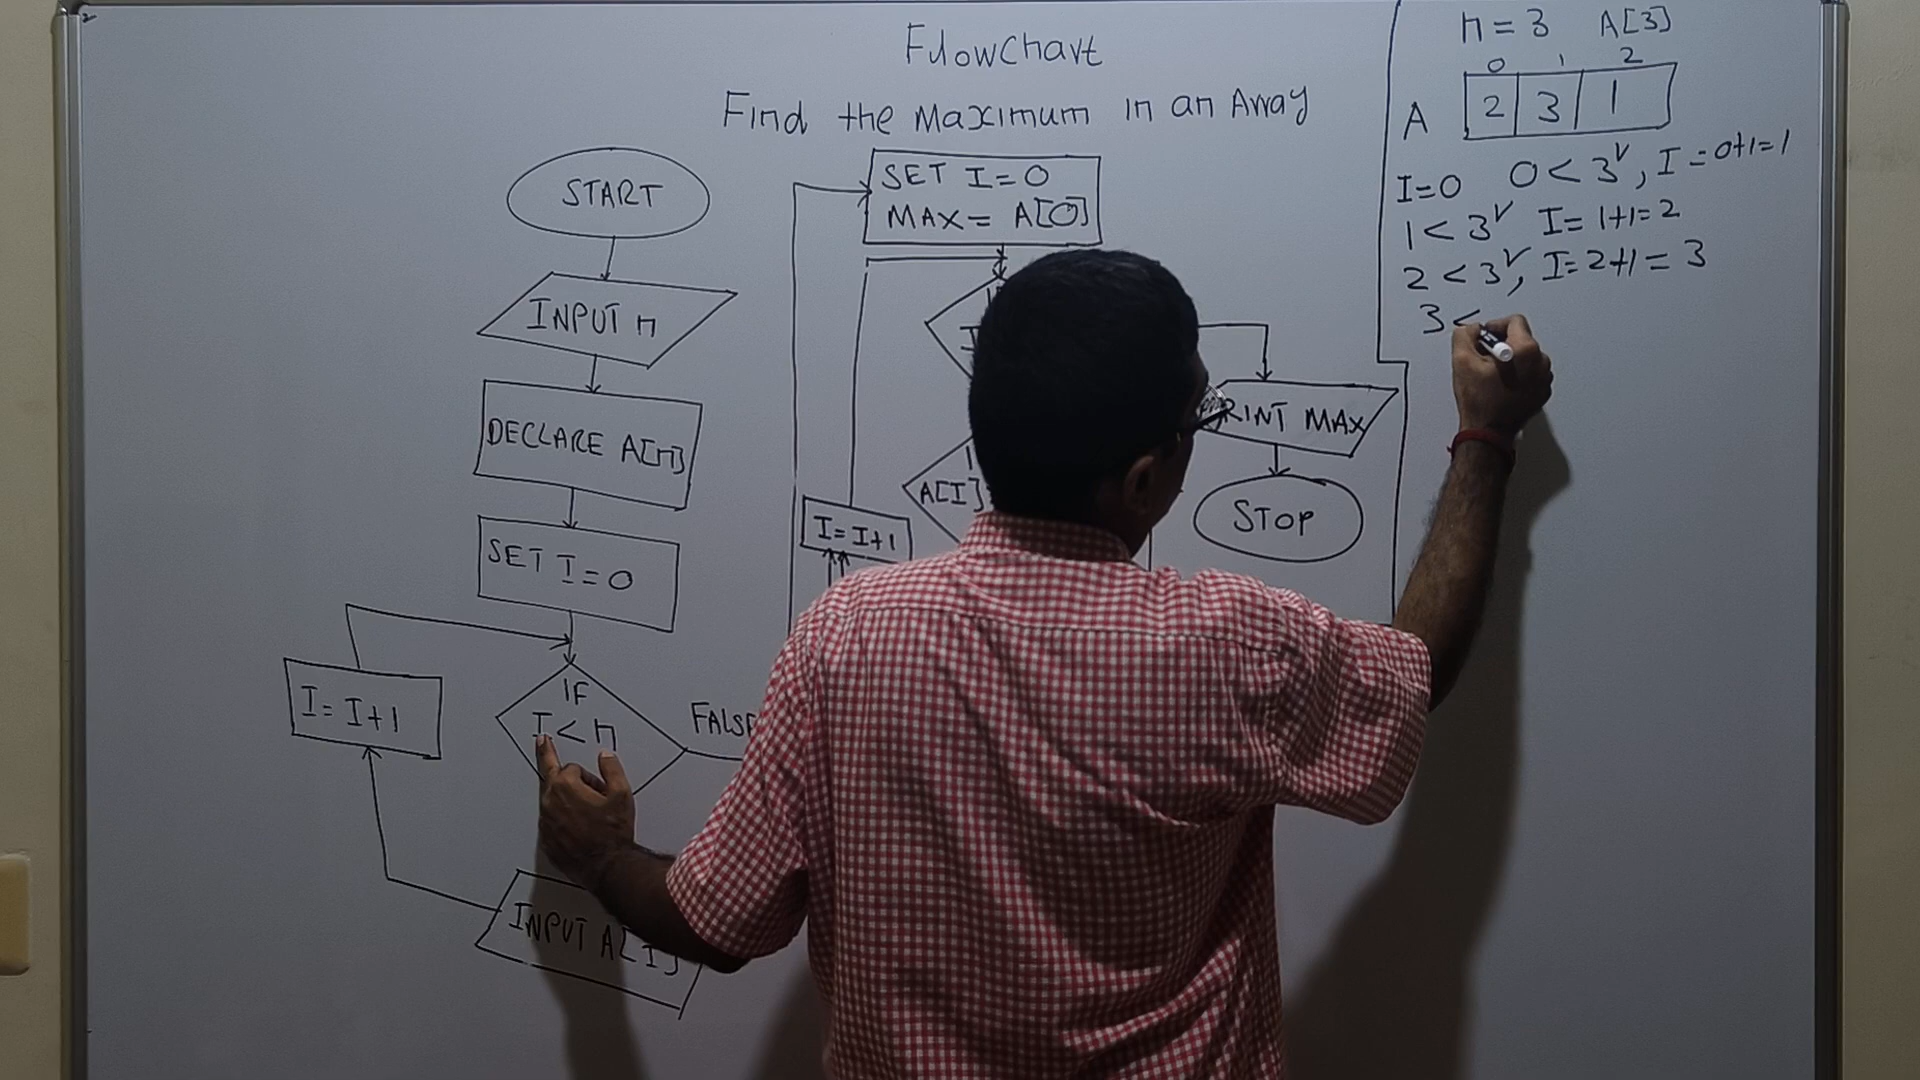 Flowchart
Find the Maximum in an Array
START
INPUT n
DECLARE A[n]
SET I=0
IF
I<n
FALSE
I=I+1
INPUT A[I]
SET I=0
MAX=A[0]
A[I]
I=I+1
PRINT MAX
STOP
n=3 A[3]
0 1 2
A 2 3 1
I=0 0<3✓, I=0+1=1
1<3✓ I=1+1=2
2<3✓, I=2+1=3
3<